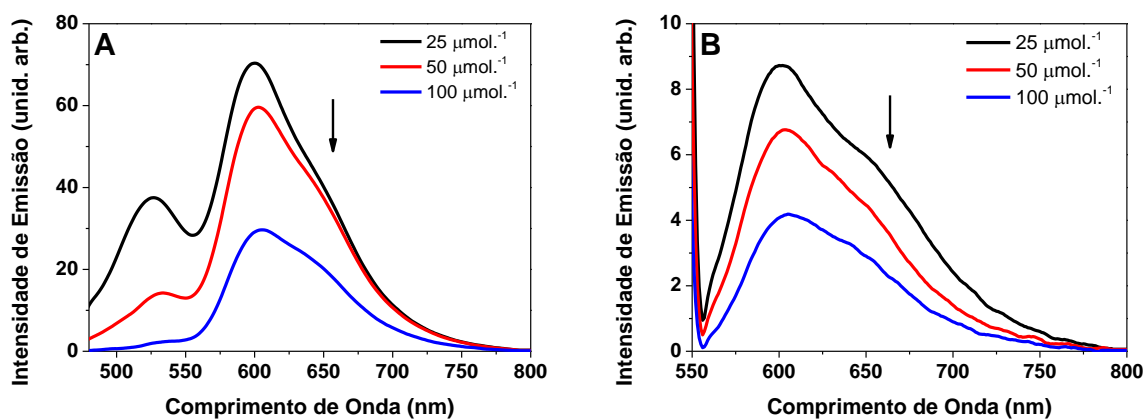 A
25 μmol.⁻¹
50 μmol.⁻¹
100 μmol.⁻¹
Intensidade de Emissão (unid. arb.)
80
60
40
20
0
500 550 600 650 700 750 800
Comprimento de Onda (nm)
B
25 μmol.⁻¹
50 μmol.⁻¹
100 μmol.⁻¹
Intensidade de Emissão (unid. arb.)
10
8
6
4
2
0
550 600 650 700 750 800
Comprimento de Onda (nm)